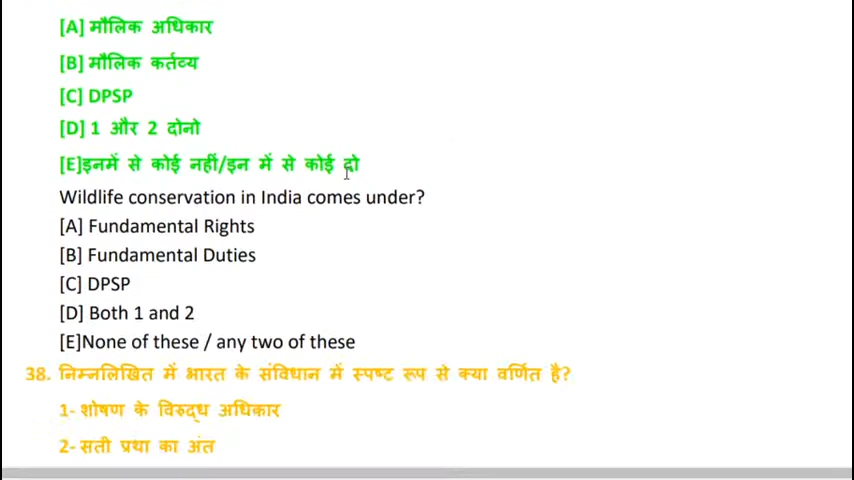 [A] मौलिक अधिकार
[B] मौलिक कर्तव्य
[C] DPSP
[D] 1 और 2 दोनो
[E]इनमें से कोई नहीं/इन में से कोई दो
Wildlife conservation in India comes under?
[A] Fundamental Rights
[B] Fundamental Duties
[C] DPSP
[D] Both 1 and 2
[E]None of these / any two of these
38. निम्नलिखित में भारत के संविधान में स्पष्ट रूप से क्या वर्णित है?
1- शोषण के विरुद्ध अधिकार
2- सती प्रथा का अंत